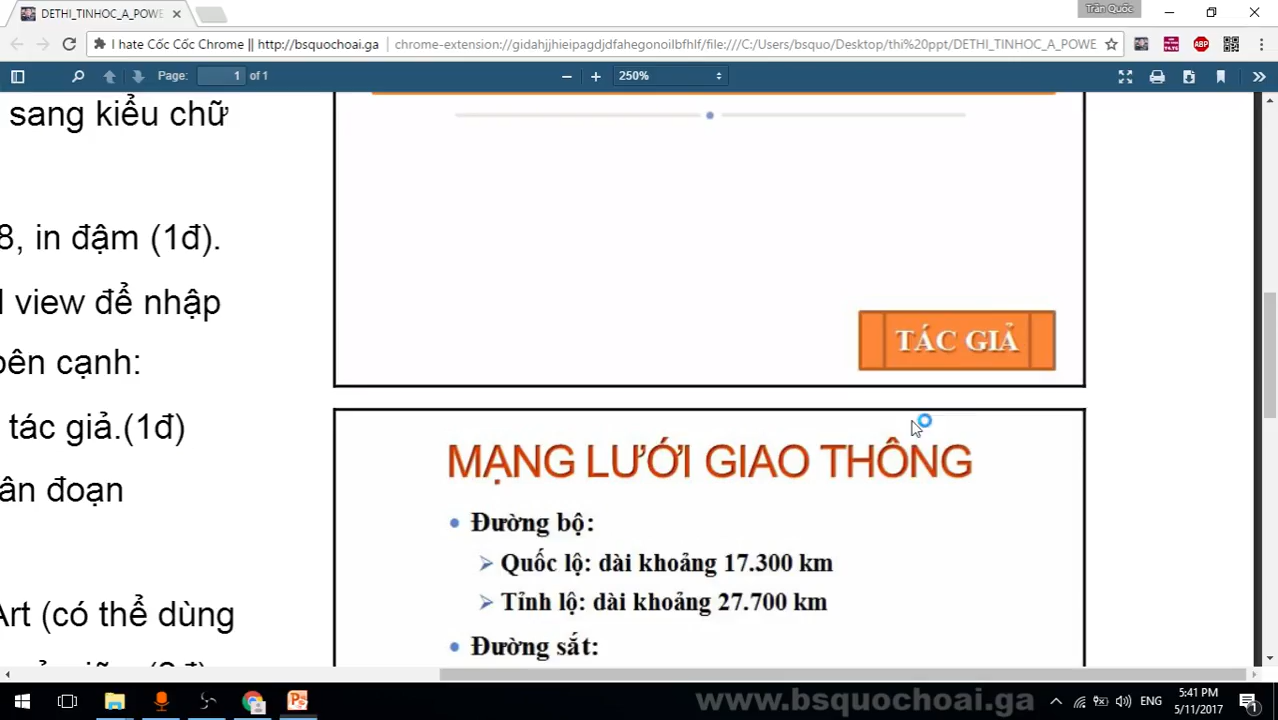 DETHI_TINHOC_A_POWE
Trần Quốc
I hate Cốc Cốc Chrome || http://bsquochoai.ga
chrome-extension://gidahjjhieipagdjdfahegonoilbfhlf/file:///C:/Users/bsquo/Desktop/thi%20ppt/DETHI_TINHOC_A_POWE
ABP
Page: 1 of 1
250%
sang kiểu chữ
8, in đậm (1đ).
l view để nhập
bên cạnh:
tác giả.(1đ)
ân đoạn
Art (có thể dùng
TÁC GIẢ
MẠNG LƯỚI GIAO THÔNG
Đường bộ:
Quốc lộ: dài khoảng 17.300 km
Tỉnh lộ: dài khoảng 27.700 km
Đường sắt:
www.bsquochoai.ga
ENG
5:41 PM
5/11/2017